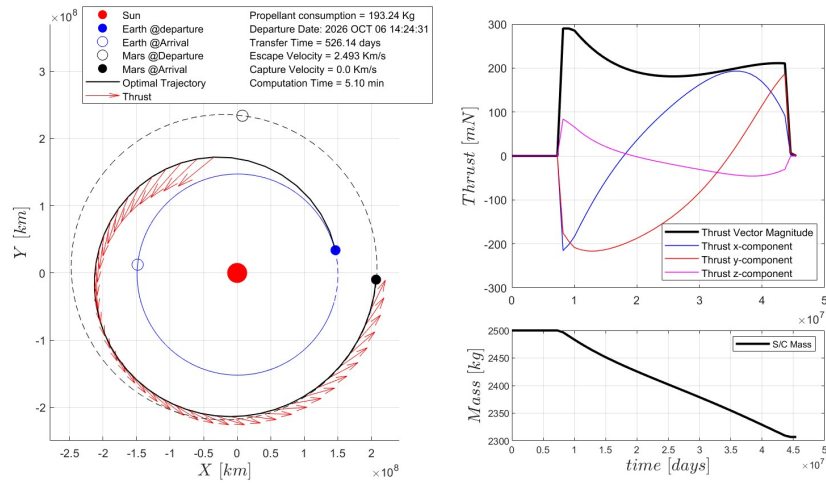 ×10^8
Sun
Earth @departure
Earth @Arrival
Mars @Departure
Mars @Arrival
Optimal Trajectory
Thrust
Propellant consumption = 193.24 Kg
Departure Date: 2026 OCT 06 14:24:31
Transfer Time = 526.14 days
Escape Velocity = 2.493 Km/s
Capture Velocity = 0.0 Km/s
Computation Time = 5.10 min
3
2
1
0
-1
-2
Y [km]
-2.5 -2 -1.5 -1 -0.5 0 0.5 1 1.5 2
X [km]
×10^8
300
200
100
0
-100
-200
-300
Thrust [mN]
Thrust Vector Magnitude
Thrust x-component
Thrust y-component
Thrust z-component
0 1 2 3 4 5
×10^7
2500
2450
2400
2350
2300
Mass [kg]
S/C Mass
0 0.5 1 1.5 2 2.5 3 3.5 4 4.5 5
time [days]
×10^7